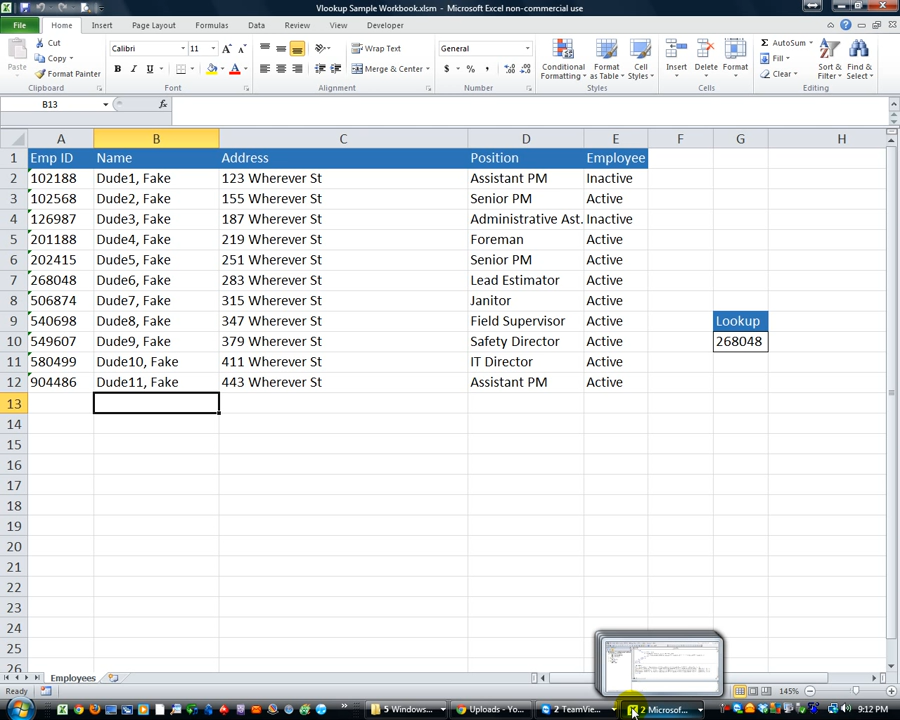 Vlookup Sample Workbook.xlsm - Microsoft Excel non-commercial use
File Home Insert Page Layout Formulas Data Review View Developer
Paste Cut Copy Format Painter Clipboard
Calibri 11 B I U A Font
Wrap Text Merge & Center Alignment
General $ % , Number
Conditional Formatting Format as Table Cell Styles Styles
Insert Delete Format Cells
AutoSum Fill Clear Sort & Filter Find & Select Editing
B13 fx
A B C D E F G H
1 Emp ID Name Address Position Employee
2 102188 Dude1, Fake 123 Wherever St Assistant PM Inactive
3 102568 Dude2, Fake 155 Wherever St Senior PM Active
4 126987 Dude3, Fake 187 Wherever St Administrative Ast. Inactive
5 201188 Dude4, Fake 219 Wherever St Foreman Active
6 202415 Dude5, Fake 251 Wherever St Senior PM Active
7 268048 Dude6, Fake 283 Wherever St Lead Estimator Active
8 506874 Dude7, Fake 315 Wherever St Janitor Active
9 540698 Dude8, Fake 347 Wherever St Field Supervisor Active Lookup
10 549607 Dude9, Fake 379 Wherever St Safety Director Active 268048
11 580499 Dude10, Fake 411 Wherever St IT Director Active
12 904486 Dude11, Fake 443 Wherever St Assistant PM Active
13
14
15
16
17
18
19
20
21
22
23
24
25
26
Employees
Ready 145%
5 Windows... Uploads - Yo... 2 TeamVie... 2 Microsof... 9:12 PM